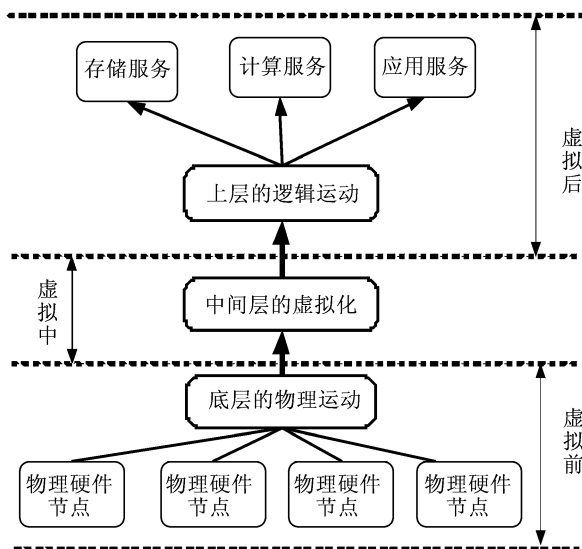 存储服务
计算服务
应用服务
虚拟后
上层的逻辑运动
虚拟中
中间层的虚拟化
底层的物理运动
虚拟前
物理硬件
节点
物理硬件
节点
物理硬件
节点
物理硬件
节点